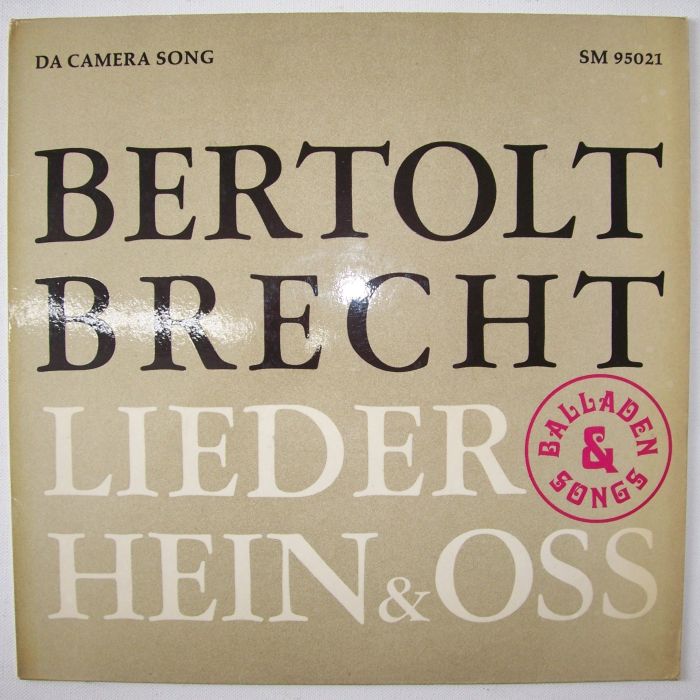 DA CAMERA SONG SM 95021
BERTOLT
BRECHT
LIEDER
BALLADEN
&
SONGS
HEIN & OSS